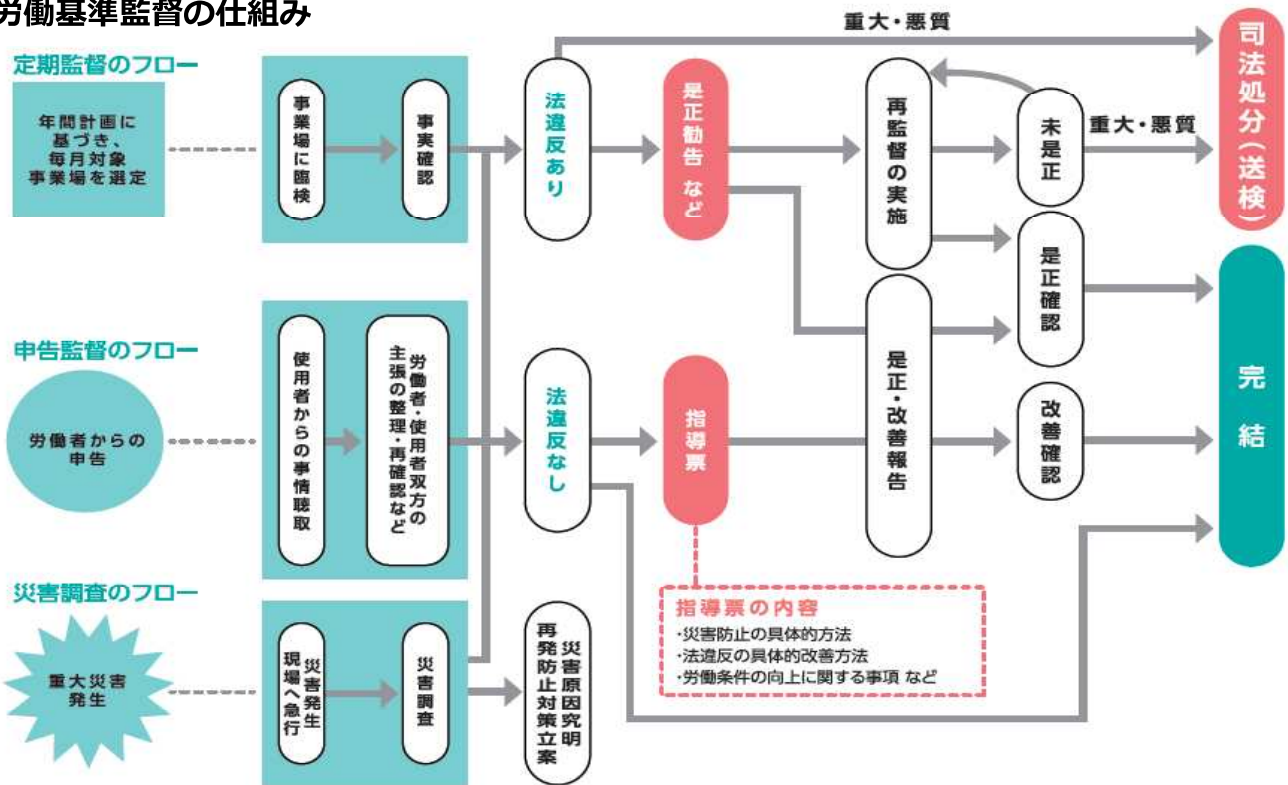 労働基準監督の仕組み
重大・悪質
定期監督のフロー
年間計画に
基づき、
毎月対象
事業場を選定
事業場に臨検
事実確認
法違反あり
是正勧告 など
再監督の実施
未是正
重大・悪質
司法処分（送検）
是正確認
申告監督のフロー
労働者からの
申告
使用者からの事情聴取
労働者・使用者双方の
主張の整理・再確認など
法違反なし
指導票
是正・改善報告
改善確認
完結
災害調査のフロー
重大災害
発生
災害発生
現場へ急行
災害調査
災害原因究明
再発防止対策立案
指導票の内容
・災害防止の具体的方法
・法違反の具体的改善方法
・労働条件の向上に関する事項 など